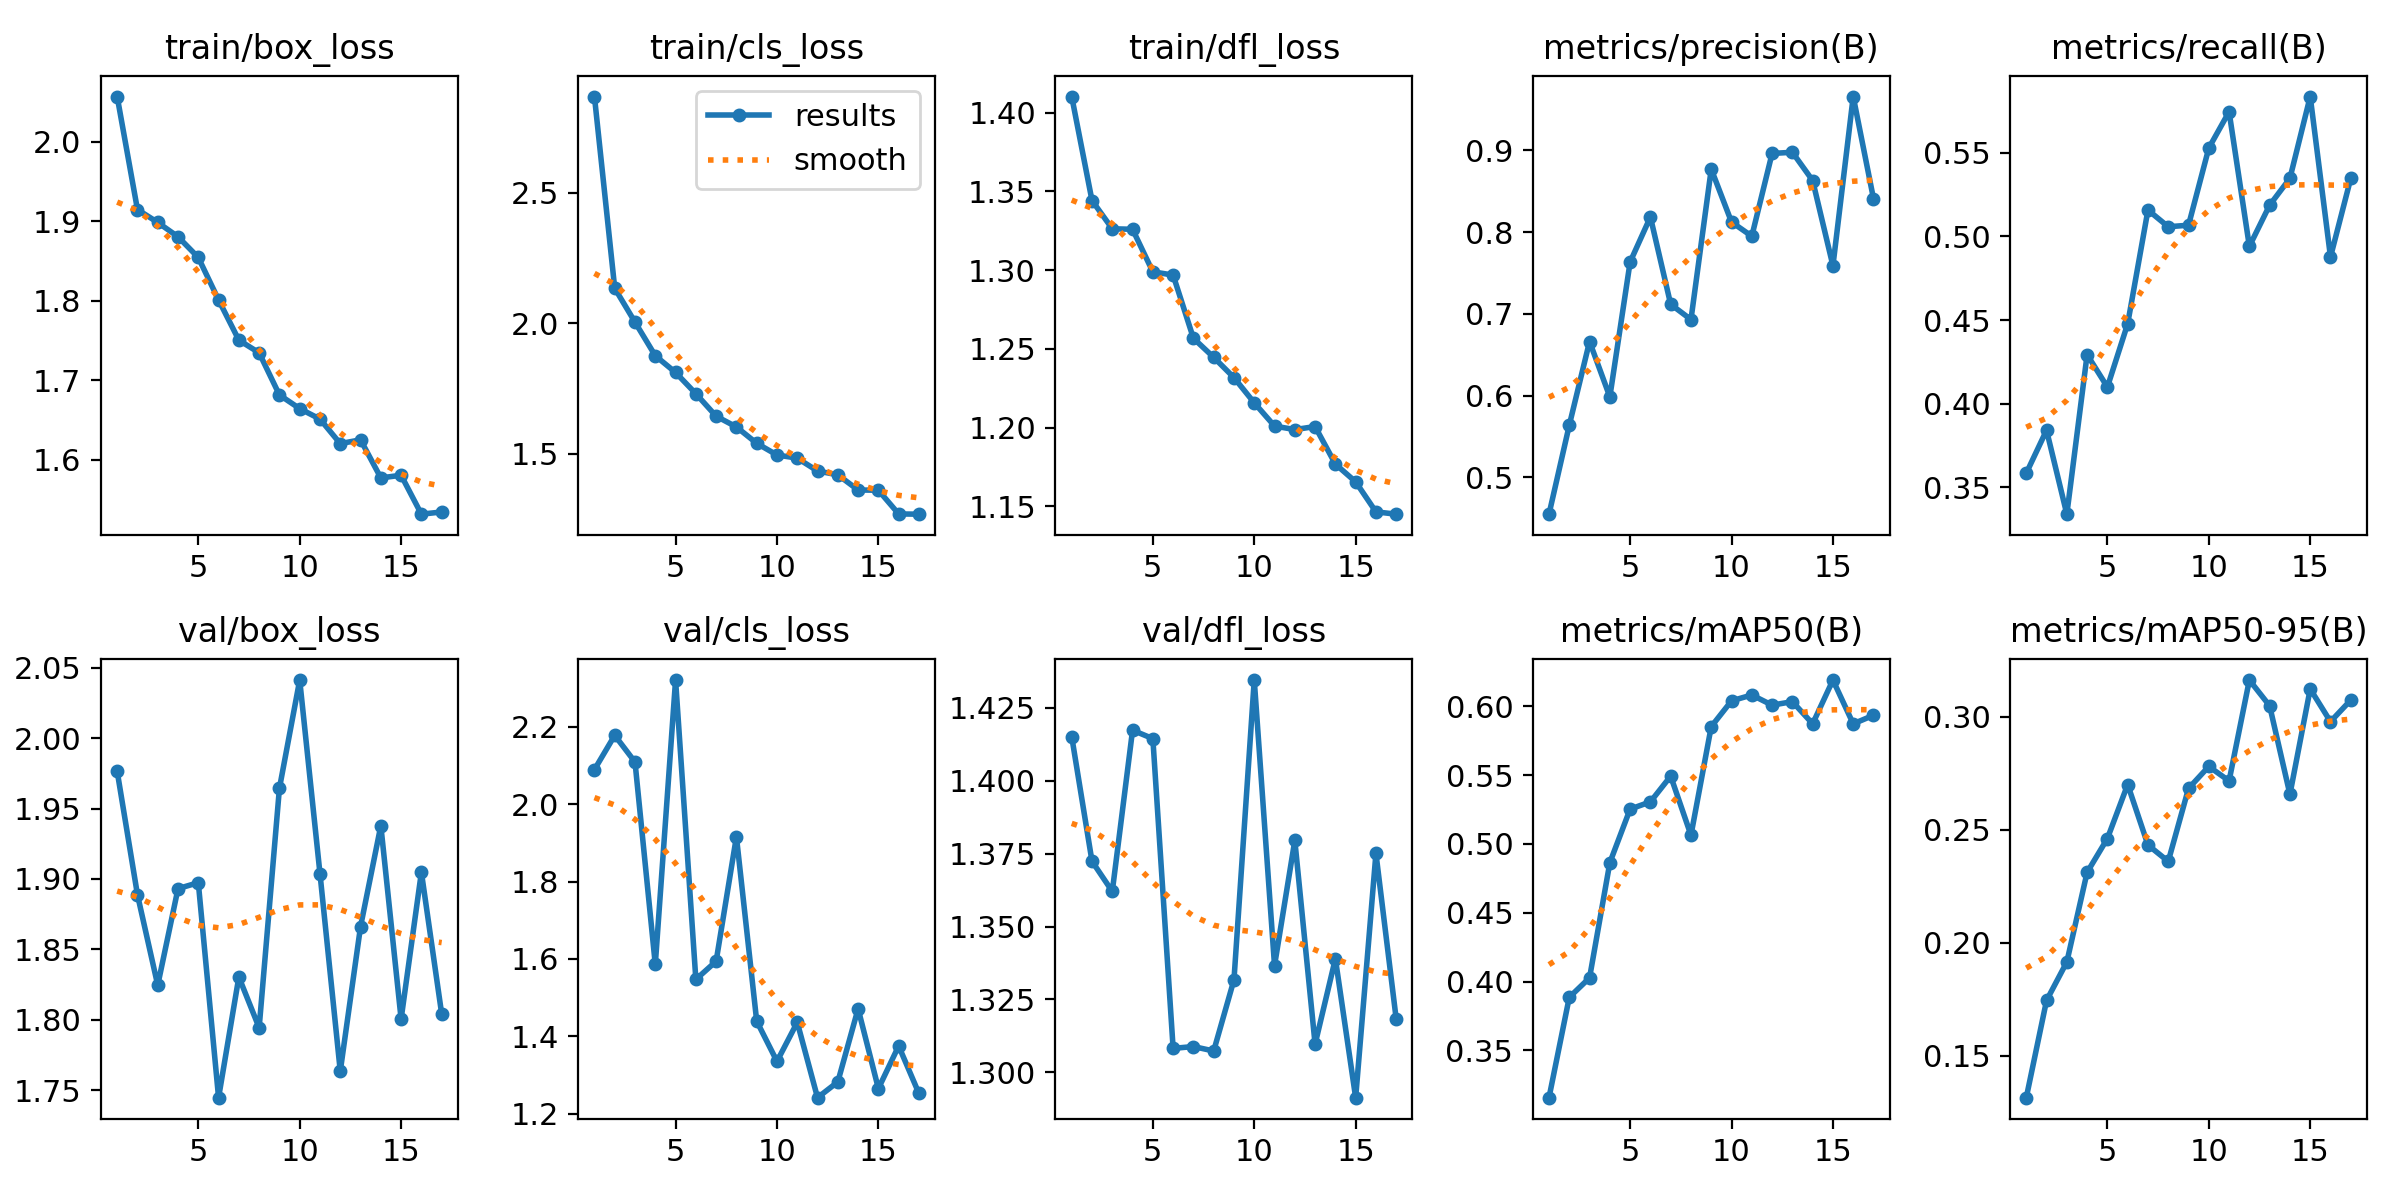 train/box_loss
2.0
1.9
1.8
1.7
1.6
5 10 15
train/cls_loss
results
smooth
2.5
2.0
1.5
5 10 15
train/dfl_loss
1.40
1.35
1.30
1.25
1.20
1.15
5 10 15
metrics/precision(B)
0.9
0.8
0.7
0.6
0.5
5 10 15
metrics/recall(B)
0.55
0.50
0.45
0.40
0.35
5 10 15
val/box_loss
2.05
2.00
1.95
1.90
1.85
1.80
1.75
5 10 15
val/cls_loss
2.2
2.0
1.8
1.6
1.4
1.2
5 10 15
val/dfl_loss
1.425
1.400
1.375
1.350
1.325
1.300
5 10 15
metrics/mAP50(B)
0.60
0.55
0.50
0.45
0.40
0.35
5 10 15
metrics/mAP50-95(B)
0.30
0.25
0.20
0.15
5 10 15